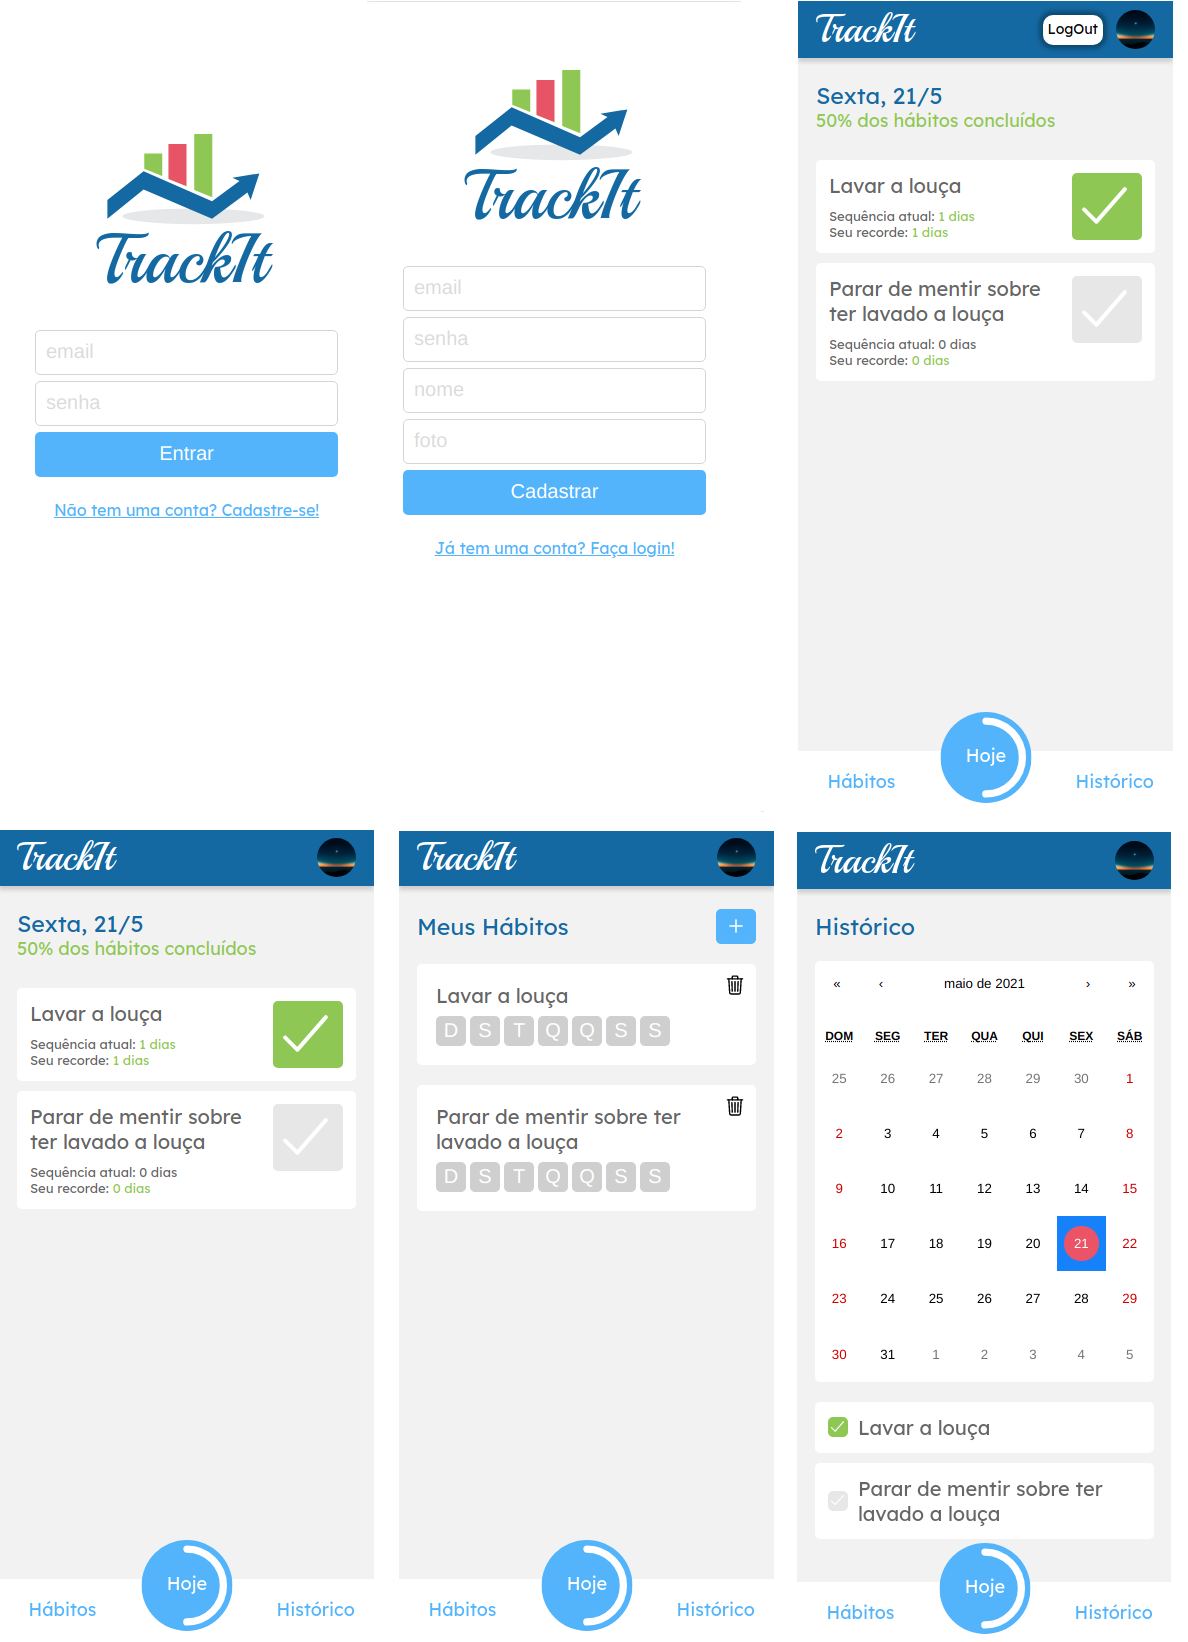 TrackIt
email
senha
Entrar
Não tem uma conta? Cadastre-se!
TrackIt
email
senha
nome
foto
Cadastrar
Já tem uma conta? Faça login!
TrackIt
LogOut
Sexta, 21/5
50% dos hábitos concluídos
Lavar a louça
Sequência atual: 1 dias
Seu recorde: 1 dias
Parar de mentir sobre
ter lavado a louça
Sequência atual: 0 dias
Seu recorde: 0 dias
Hábitos
Hoje
Histórico
TrackIt
Sexta, 21/5
50% dos hábitos concluídos
Lavar a louça
Sequência atual: 1 dias
Seu recorde: 1 dias
Parar de mentir sobre
ter lavado a louça
Sequência atual: 0 dias
Seu recorde: 0 dias
Hábitos
Hoje
Histórico
TrackIt
Meus Hábitos
+
Lavar a louça
D S T Q Q S S
Parar de mentir sobre ter
lavado a louça
D S T Q Q S S
Hábitos
Hoje
Histórico
TrackIt
Histórico
« ‹ maio de 2021 › »
DOM SEG TER QUA QUI SEX SÁB
25 26 27 28 29 30 1
2 3 4 5 6 7 8
9 10 11 12 13 14 15
16 17 18 19 20 21 22
23 24 25 26 27 28 29
30 31 1 2 3 4 5
Lavar a louça
Parar de mentir sobre ter
lavado a louça
Hábitos
Hoje
Histórico